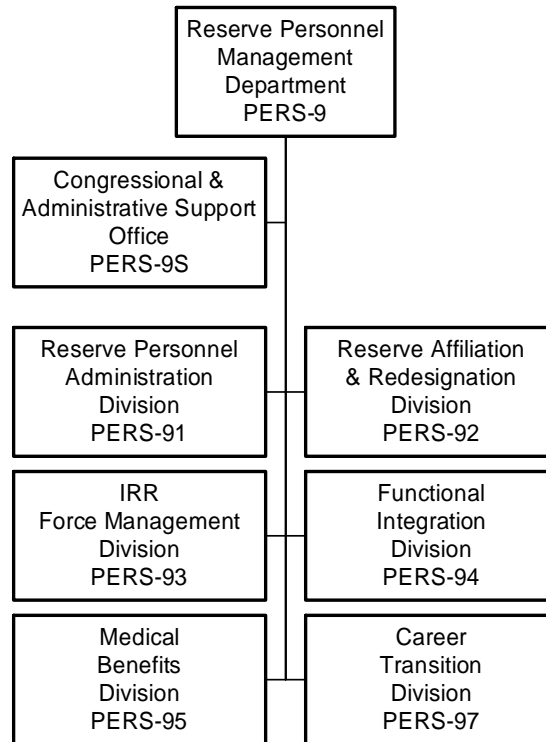 Reserve Personnel
Management
Department
PERS-9
Congressional &
Administrative Support
Office
PERS-9S
Reserve Personnel
Administration
Division
PERS-91
Reserve Affiliation
& Redesignation
Division
PERS-92
IRR
Force Management
Division
PERS-93
Functional
Integration
Division
PERS-94
Medical
Benefits
Division
PERS-95
Career
Transition
Division
PERS-97